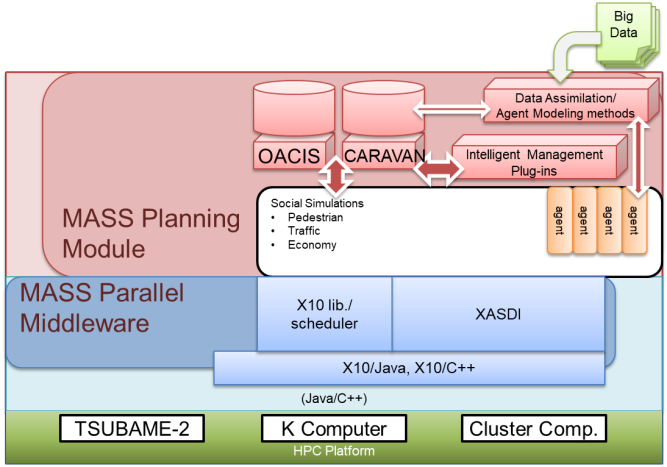 Big
Data
Data Assimilation/
Agent Modeling methods
OACIS
CARAVAN
Intelligent Management
Plug-ins
MASS Planning
Module
Social Simulations
• Pedestrian
• Traffic
• Economy
agent
agent
agent
agent
MASS Parallel
Middleware
X10 lib./
scheduler
XASDI
X10/Java, X10/C++
(Java/C++)
TSUBAME-2
K Computer
Cluster Comp.
HPC Platform